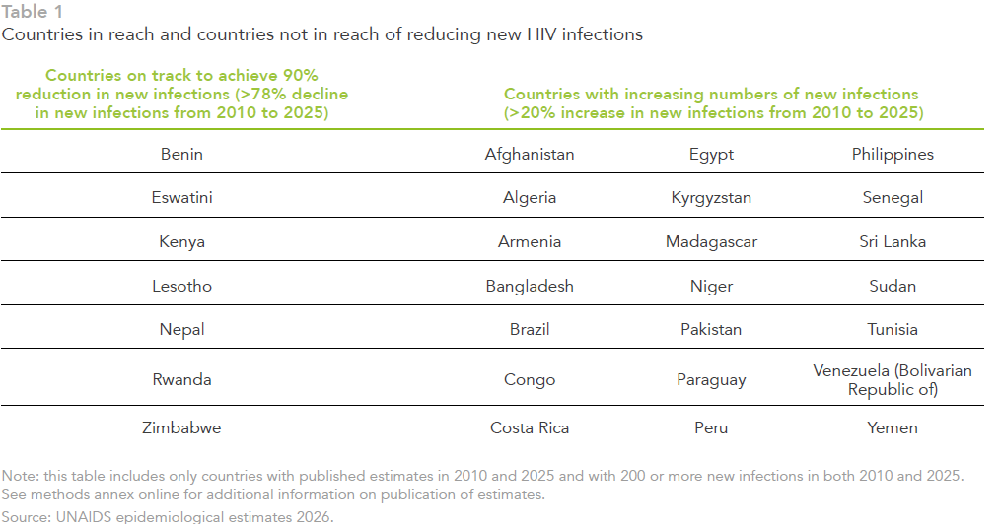 Table 1
Countries in reach and countries not in reach of reducing new HIV infections
Countries on track to achieve 90%
reduction in new infections (>78% decline
in new infections from 2010 to 2025)
Countries with increasing numbers of new infections
(>20% increase in new infections from 2010 to 2025)
Benin Afghanistan Egypt Philippines
Eswatini Algeria Kyrgyzstan Senegal
Kenya Armenia Madagascar Sri Lanka
Lesotho Bangladesh Niger Sudan
Nepal Brazil Pakistan Tunisia
Rwanda Congo Paraguay Venezuela (Bolivarian
Republic of)
Zimbabwe Costa Rica Peru Yemen
Note: this table includes only countries with published estimates in 2010 and 2025 and with 200 or more new infections in both 2010 and 2025.
See methods annex online for additional information on publication of estimates.
Source: UNAIDS epidemiological estimates 2026.